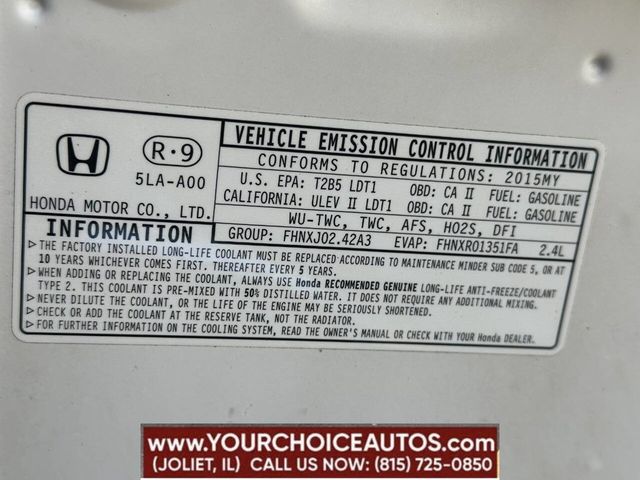 R·9
5LA-A00
HONDA MOTOR CO., LTD.
VEHICLE EMISSION CONTROL INFORMATION
CONFORMS TO REGULATIONS: 2015MY
U.S. EPA: T2B5 LDT1 OBD: CA II FUEL: GASOLINE
CALIFORNIA: ULEV II LDT1 OBD: CA II FUEL: GASOLINE
WU-TWC, TWC, AFS, HO2S, DFI
GROUP: FHNXJ02.42A3 EVAP: FHNXR01351FA 2.4L
INFORMATION
▷THE FACTORY INSTALLED LONG-LIFE COOLANT MUST BE REPLACED ACCORDING TO MAINTENANCE MINDER SUB CODE 5, OR AT
10 YEARS WHICHEVER COMES FIRST. THEREAFTER EVERY 5 YEARS.
▷WHEN ADDING OR REPLACING THE COOLANT, ALWAYS USE Honda RECOMMENDED GENUINE LONG-LIFE ANTI-FREEZE/COOLANT
TYPE 2. THIS COOLANT IS PRE-MIXED WITH 50% DISTILLED WATER. IT DOES NOT REQUIRE ANY ADDITIONAL MIXING.
▷NEVER DILUTE THE COOLANT, OR THE LIFE OF THE ENGINE MAY BE SERIOUSLY SHORTENED.
▷CHECK OR ADD THE COOLANT AT THE RESERVE TANK, NOT THE RADIATOR.
▷FOR FURTHER INFORMATION ON THE COOLING SYSTEM, READ THE OWNER'S MANUAL OR CHECK WITH YOUR Honda DEALER.
WWW.YOURCHOICEAUTOS.COM
(JOLIET, IL) CALL US NOW: (815) 725-0850